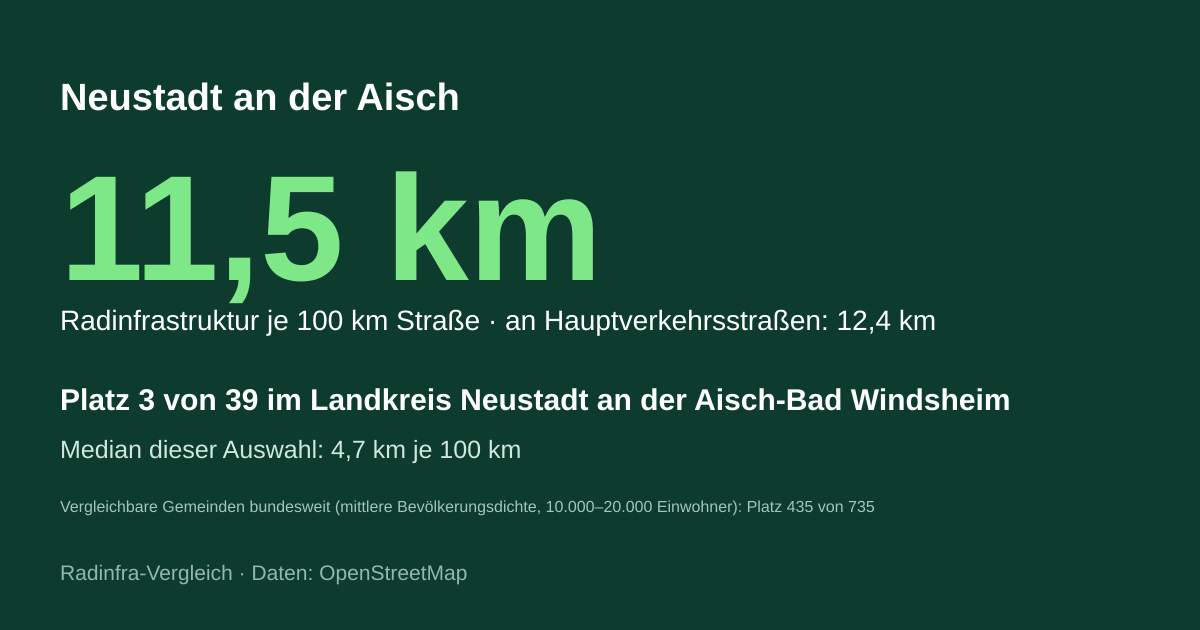 Neustadt an der Aisch
11,5 km
Radinfrastruktur je 100 km Straße · an Hauptverkehrsstraßen: 12,4 km
Platz 3 von 39 im Landkreis Neustadt an der Aisch-Bad Windsheim
Median dieser Auswahl: 4,7 km je 100 km
Vergleichbare Gemeinden bundesweit (mittlere Bevölkerungsdichte, 10.000–20.000 Einwohner): Platz 435 von 735
Radinfra-Vergleich · Daten: OpenStreetMap